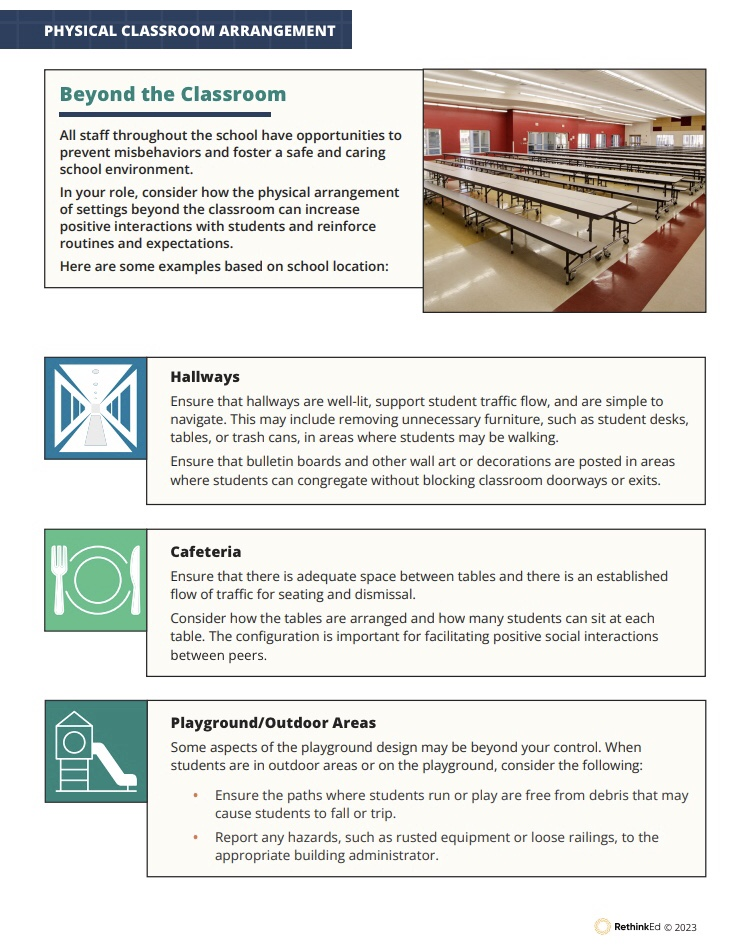 PHYSICAL CLASSROOM ARRANGEMENT
Beyond the Classroom
All staff throughout the school have opportunities to
prevent misbehaviors and foster a safe and caring
school environment.
In your role, consider how the physical arrangement
of settings beyond the classroom can increase
positive interactions with students and reinforce
routines and expectations.
Here are some examples based on school location:
Hallways
Ensure that hallways are well-lit, support student traffic flow, and are simple to
navigate. This may include removing unnecessary furniture, such as student desks,
tables, or trash cans, in areas where students may be walking.
Ensure that bulletin boards and other wall art or decorations are posted in areas
where students can congregate without blocking classroom doorways or exits.
Cafeteria
Ensure that there is adequate space between tables and there is an established
flow of traffic for seating and dismissal.
Consider how the tables are arranged and how many students can sit at each
table. The configuration is important for facilitating positive social interactions
between peers.
Playground/Outdoor Areas
Some aspects of the playground design may be beyond your control. When
students are in outdoor areas or on the playground, consider the following:
• Ensure the paths where students run or play are free from debris that may
cause students to fall or trip.
• Report any hazards, such as rusted equipment or loose railings, to the
appropriate building administrator.
RethinkEd © 2023